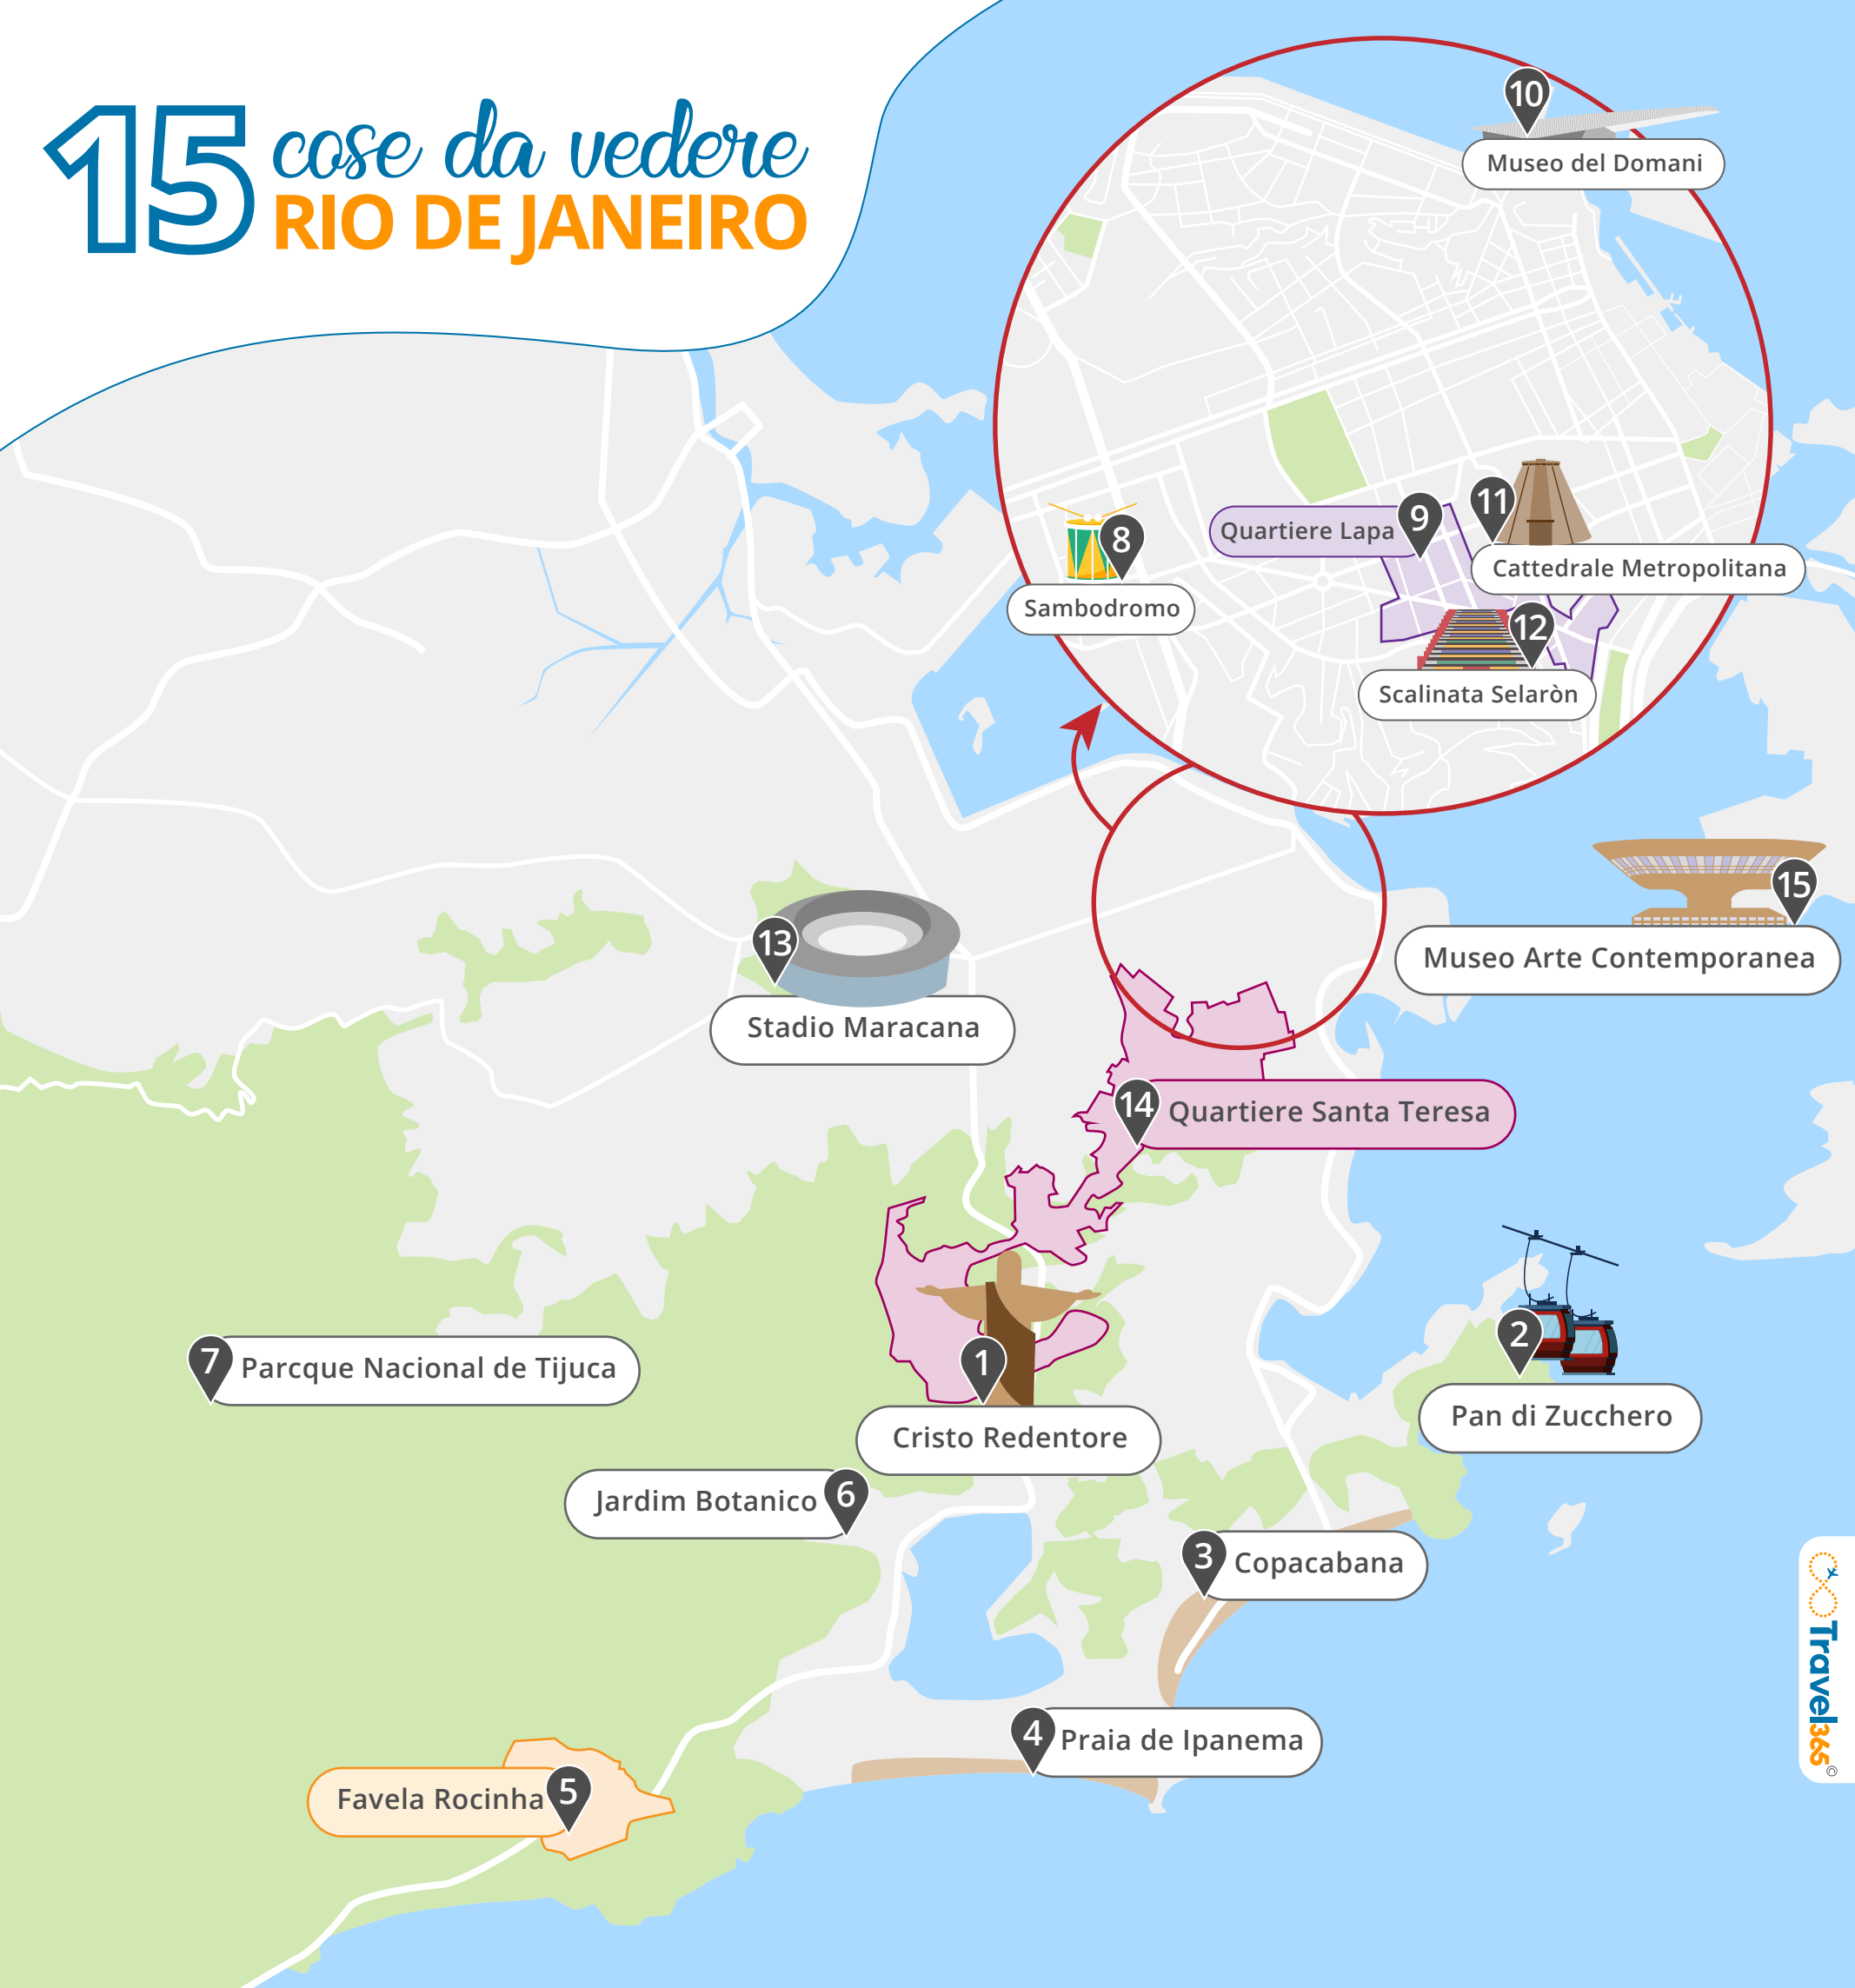 15 cose da vedere
RIO DE JANEIRO
10
Museo del Domani
8
Sambodromo
Quartiere Lapa 9
11
Cattedrale Metropolitana
12
Scalinata Selaròn
15
Museo Arte Contemporanea
13
Stadio Maracana
14 Quartiere Santa Teresa
7 Parcque Nacional de Tijuca
1
Cristo Redentore
2
Pan di Zucchero
Jardim Botanico 6
3 Copacabana
4 Praia de Ipanema
Favela Rocinha 5
Travel365©